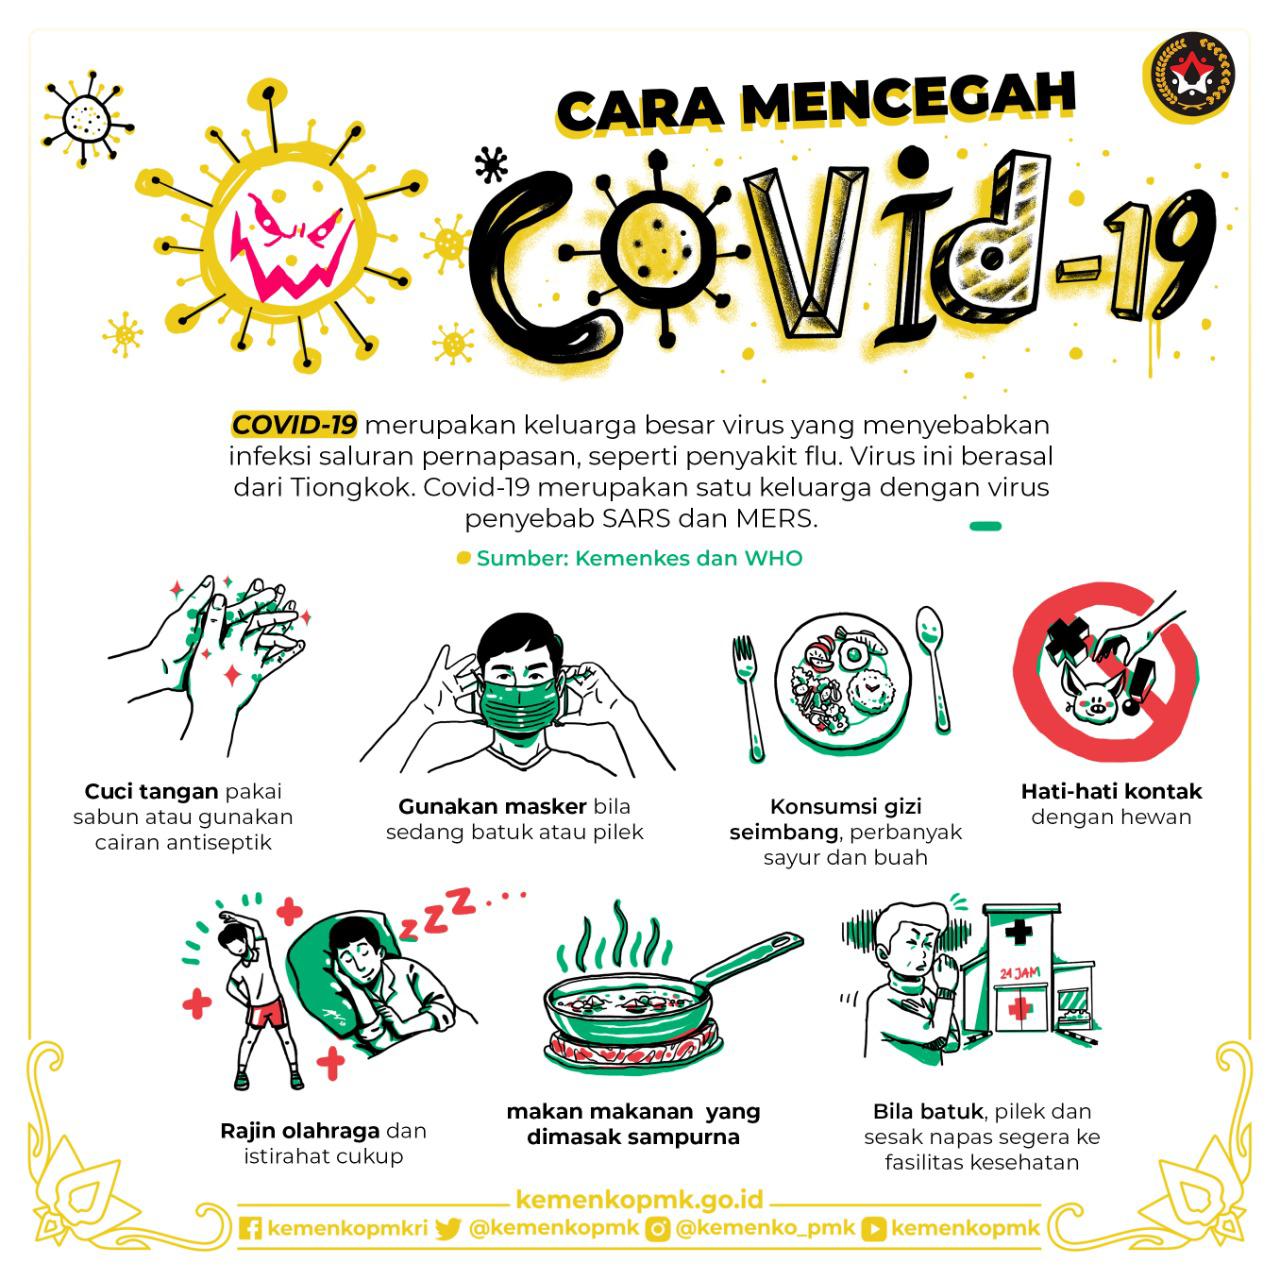 CARA MENCEGAH
COVid-19
COVID-19 merupakan keluarga besar virus yang menyebabkan
infeksi saluran pernapasan, seperti penyakit flu. Virus ini berasal
dari Tiongkok. Covid-19 merupakan satu keluarga dengan virus
penyebab SARS dan MERS.
Sumber: Kemenkes dan WHO
Cuci tangan pakai
sabun atau gunakan
cairan antiseptik
Gunakan masker bila
sedang batuk atau pilek
Konsumsi gizi
seimbang, perbanyak
sayur dan buah
Hati-hati kontak
dengan hewan
zzz...
Rajin olahraga dan
istirahat cukup
makan makanan yang
dimasak sampurna
24 JAM
Bila batuk, pilek dan
sesak napas segera ke
fasilitas kesehatan
kemenkopmk.go.id
kemenkopmkri @kemenkopmk @kemenko_pmk kemenkopmk